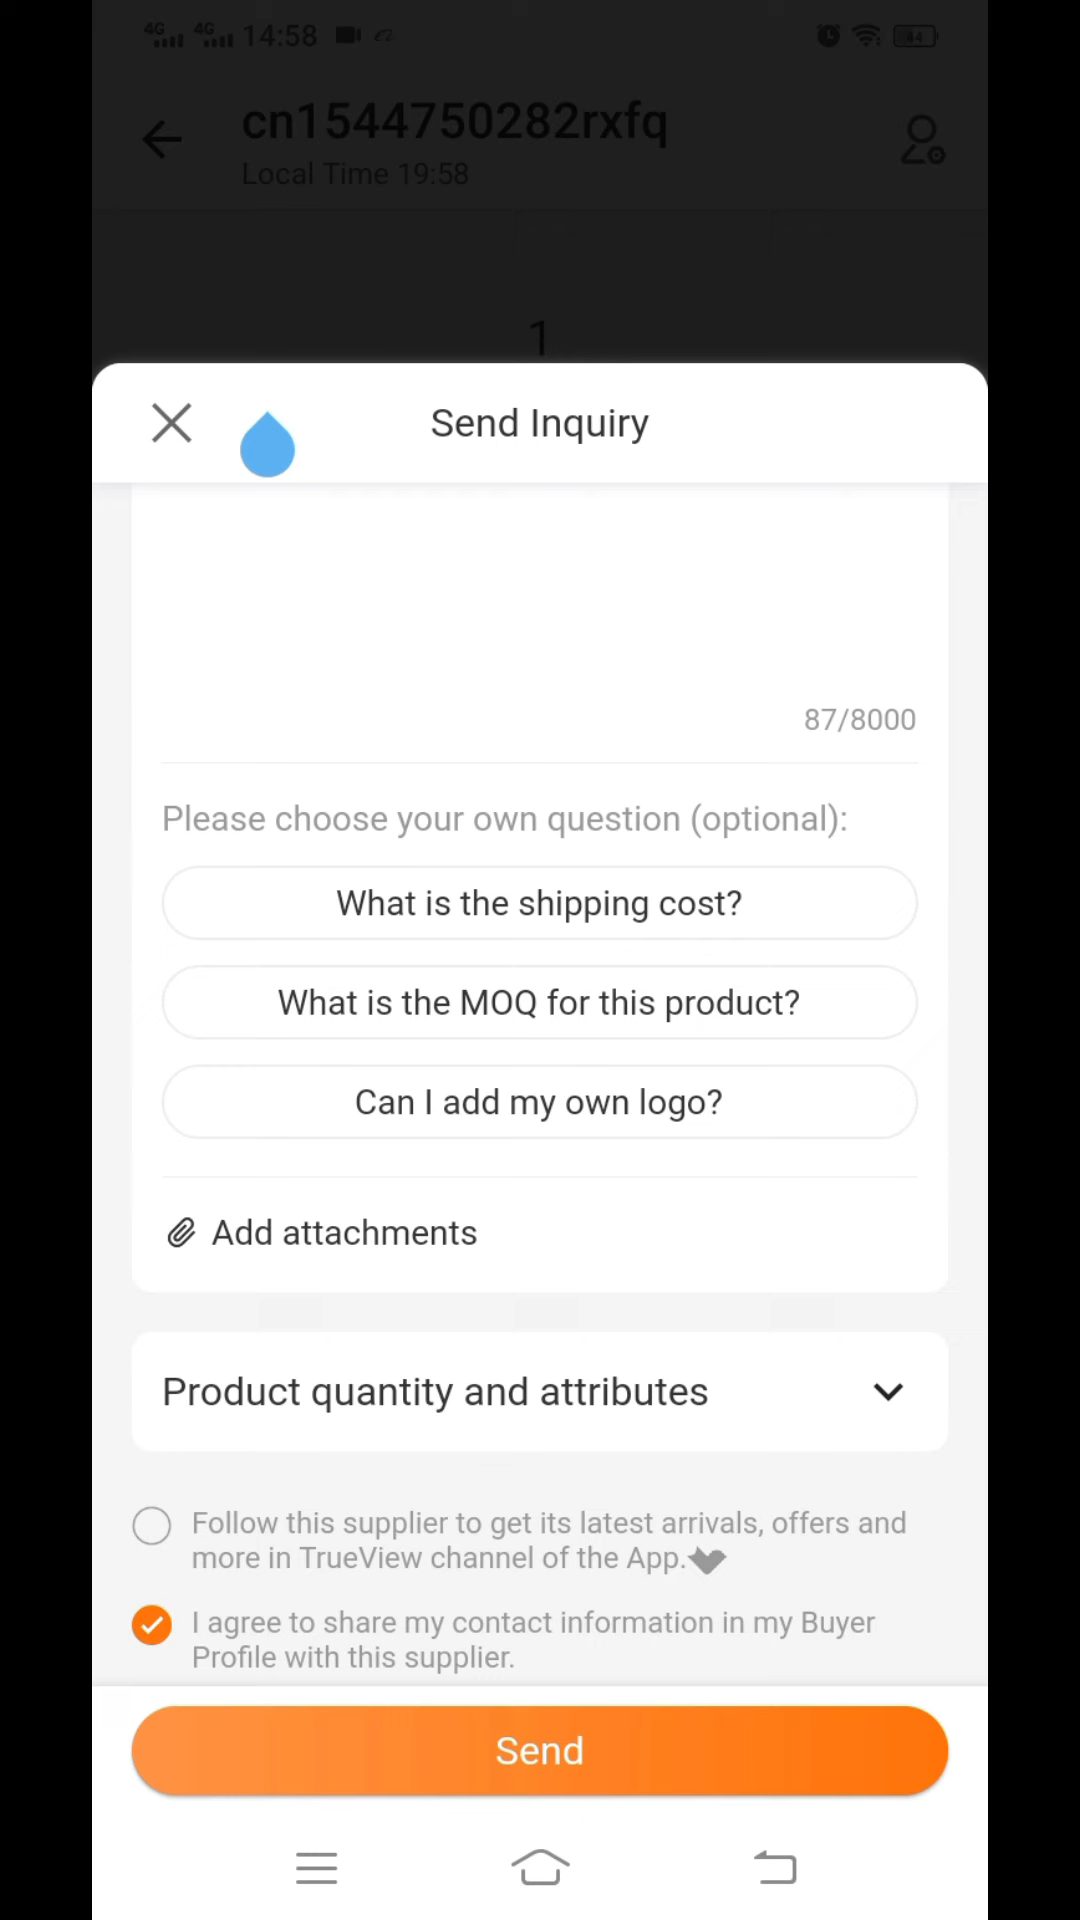 4G 4G 14:58 44
cn1544750282rxfq
Local Time 19:58
1
Send Inquiry
87/8000
Please choose your own question (optional):
What is the shipping cost?
What is the MOQ for this product?
Can I add my own logo?
Add attachments
Product quantity and attributes
Follow this supplier to get its latest arrivals, offers and
more in TrueView channel of the App.
I agree to share my contact information in my Buyer
Profile with this supplier.
Send